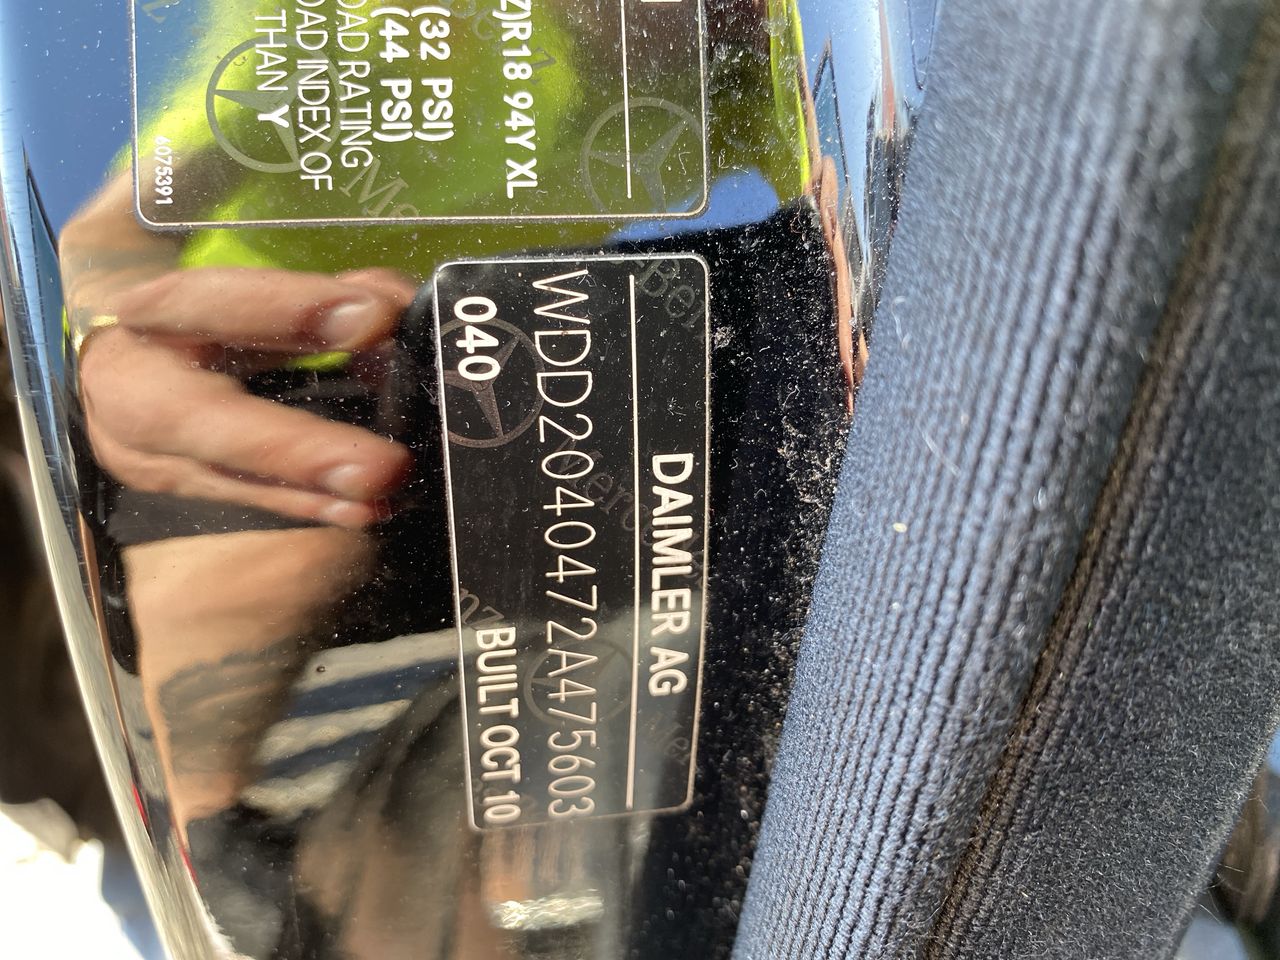 Z)R18 94Y XL
(32 PSI)
(44 PSI)
OAD RATING
OAD INDEX OF
THAN Y
6075391
DAIMLER AG
WDD2040472A475603
040
BUILT OCT 10